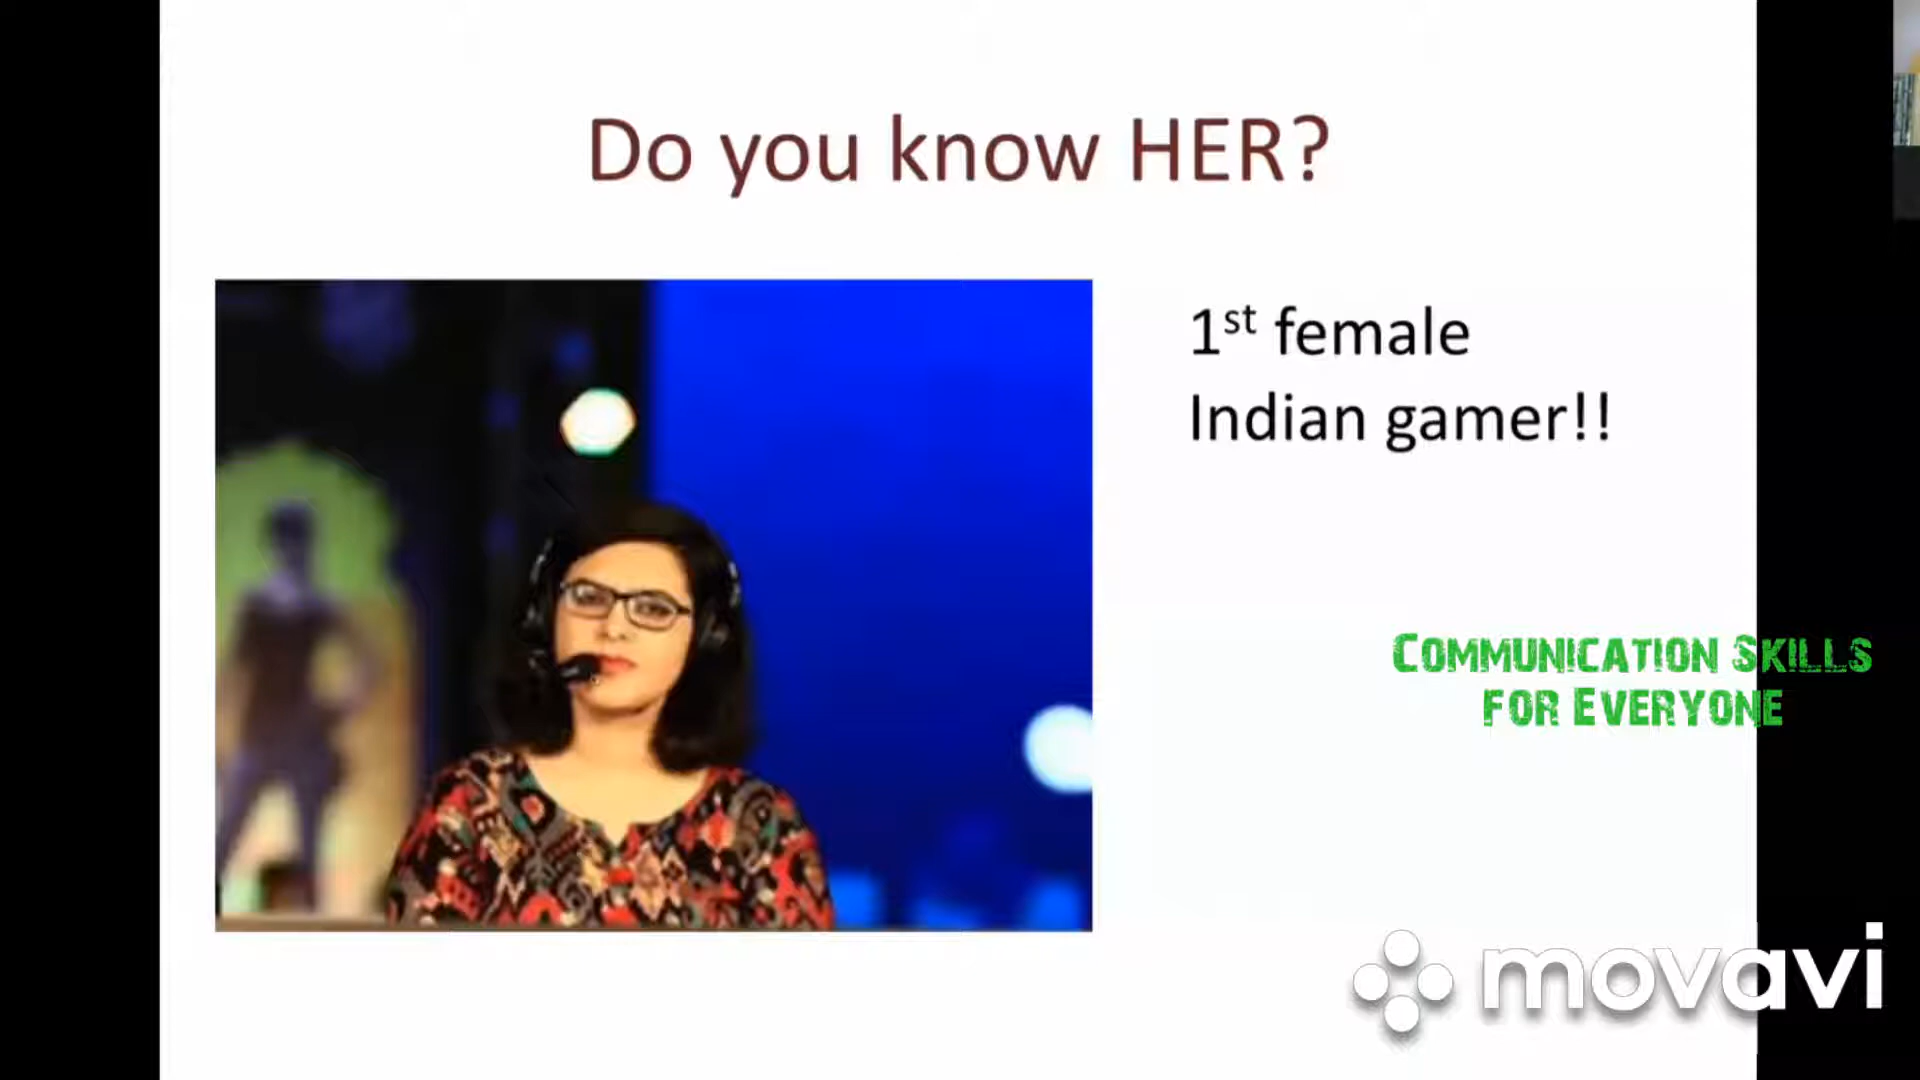 Do you know HER?
1st female
Indian gamer!!
Communication Skills
for Everyone
movavi